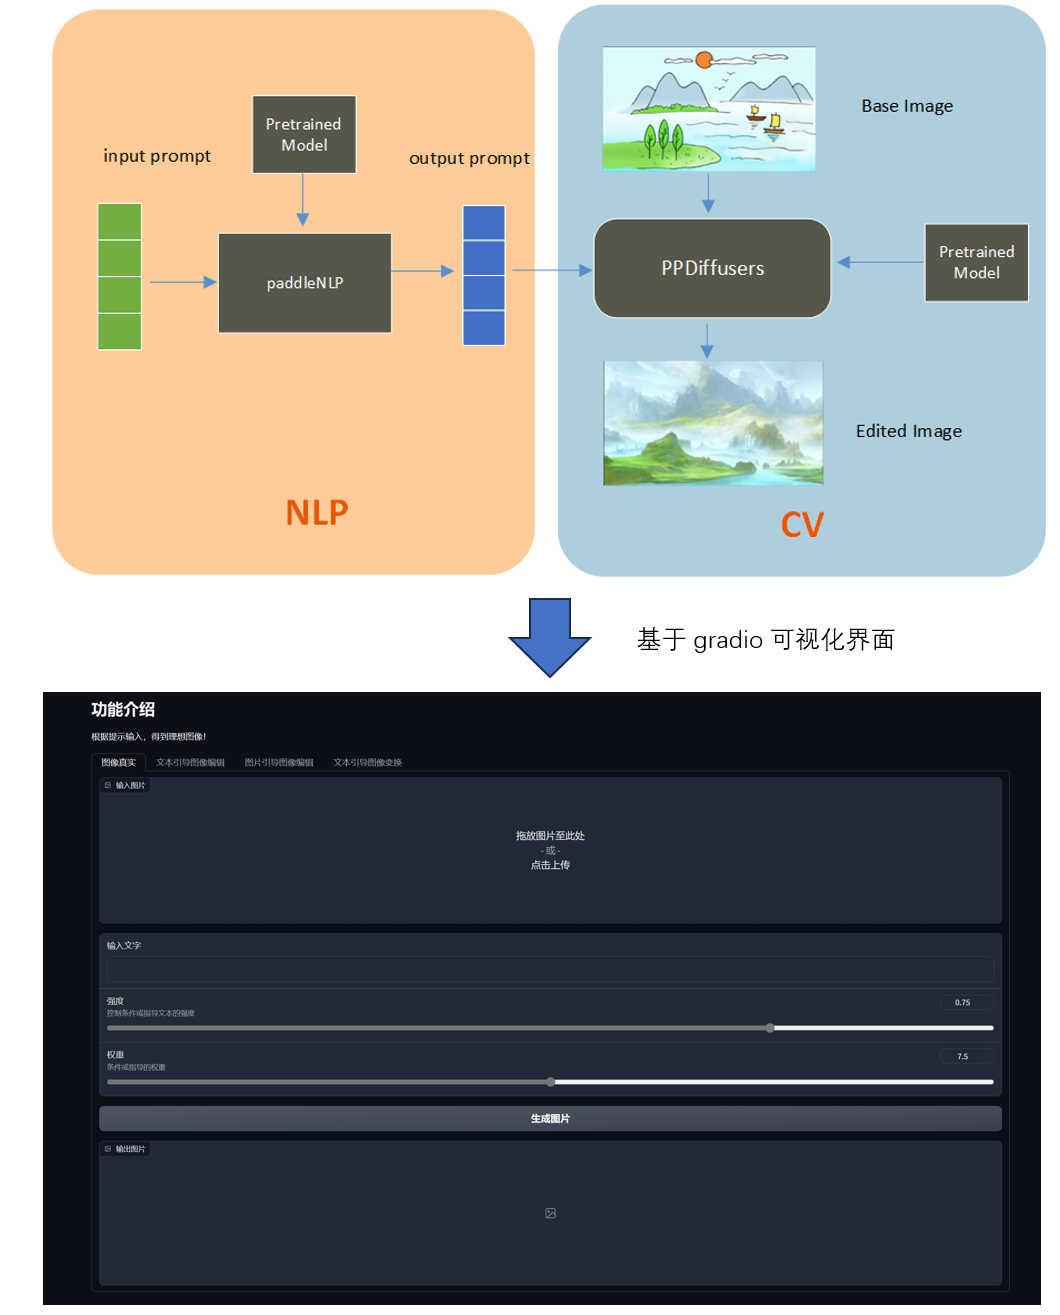 Pretrained
Model
input prompt
output prompt
paddleNLP
NLP
Base Image
PPDiffusers
Pretrained
Model
Edited Image
CV
基于 gradio 可视化界面
功能介绍
根据提示输入，得到理想图像!
图像真实 文本引导图像编辑 图片引导图像编辑 文本引导图像变换
输入图片
拖放图片至此处
- 或 -
点击上传
输入文字
强度
0.75
控制条件或指导文本的强度
权重
7.5
条件或指导的权重
生成图片
输出图片